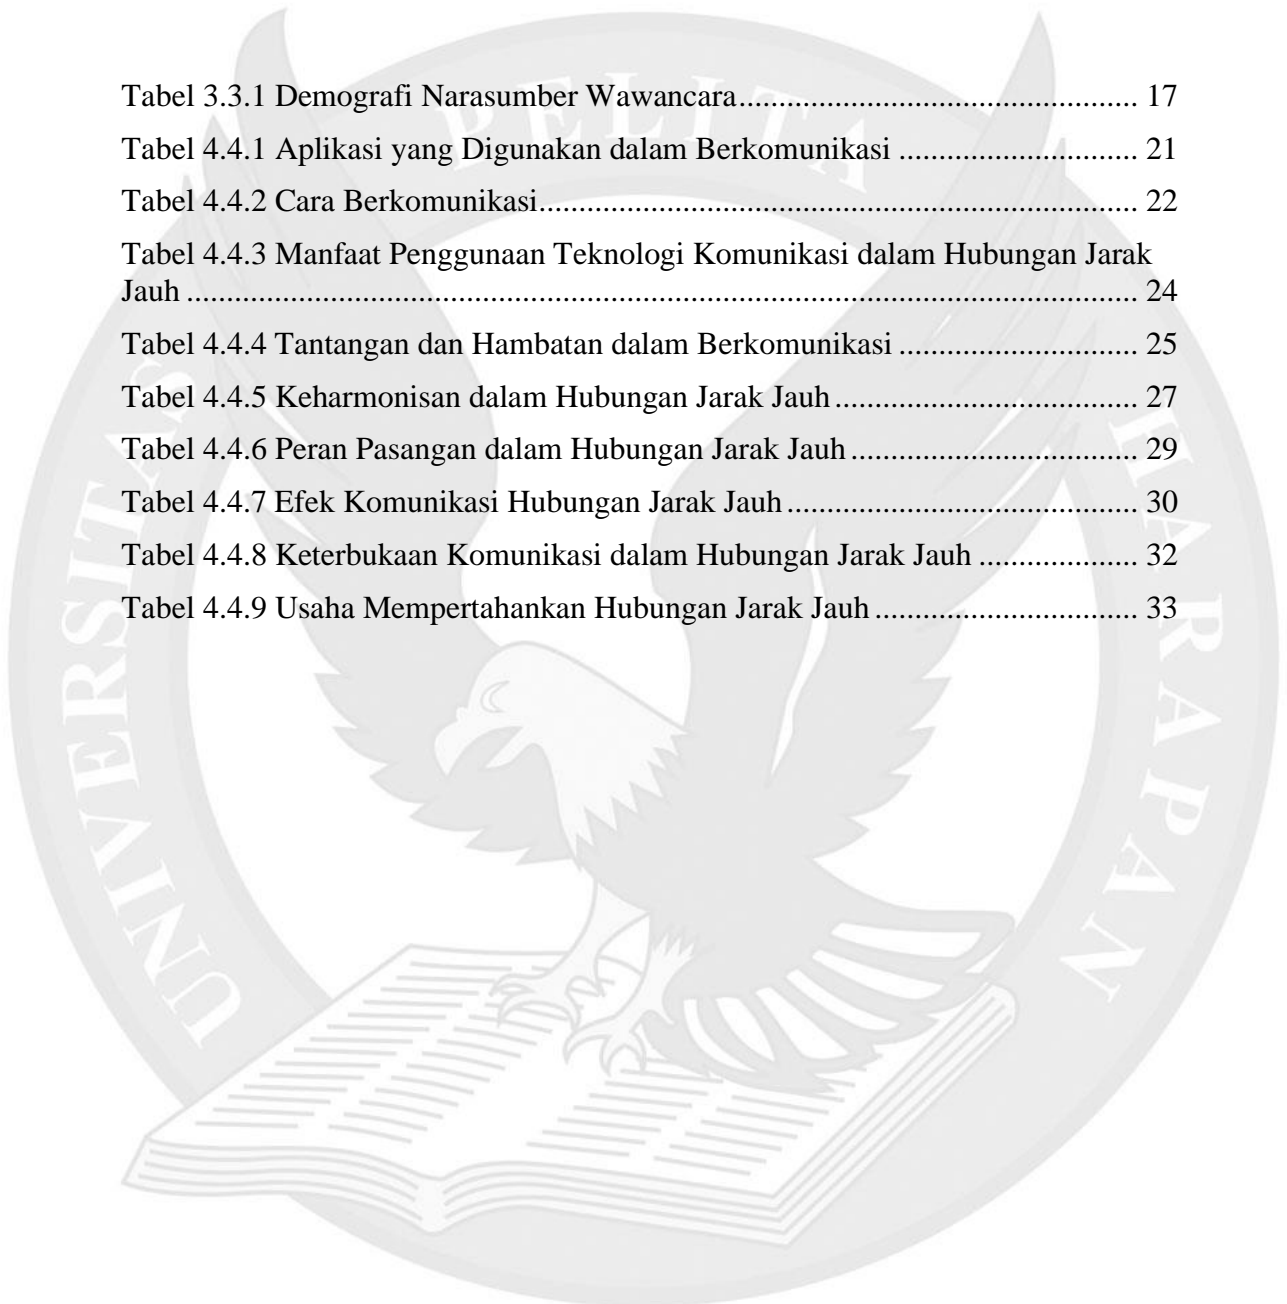 Tabel 3.3.1 Demografi Narasumber Wawancara.................................................. 17
Tabel 4.4.1 Aplikasi yang Digunakan dalam Berkomunikasi .............................. 21
Tabel 4.4.2 Cara Berkomunikasi........................................................................... 22
Tabel 4.4.3 Manfaat Penggunaan Teknologi Komunikasi dalam Hubungan Jarak
Jauh ....................................................................................................................... 24
Tabel 4.4.4 Tantangan dan Hambatan dalam Berkomunikasi .............................. 25
Tabel 4.4.5 Keharmonisan dalam Hubungan Jarak Jauh ...................................... 27
Tabel 4.4.6 Peran Pasangan dalam Hubungan Jarak Jauh .................................... 29
Tabel 4.4.7 Efek Komunikasi Hubungan Jarak Jauh ............................................ 30
Tabel 4.4.8 Keterbukaan Komunikasi dalam Hubungan Jarak Jauh .................... 32
Tabel 4.4.9 Usaha Mempertahankan Hubungan Jarak Jauh ................................. 33
UNIVERSITAS
PELITA
HARAPAN